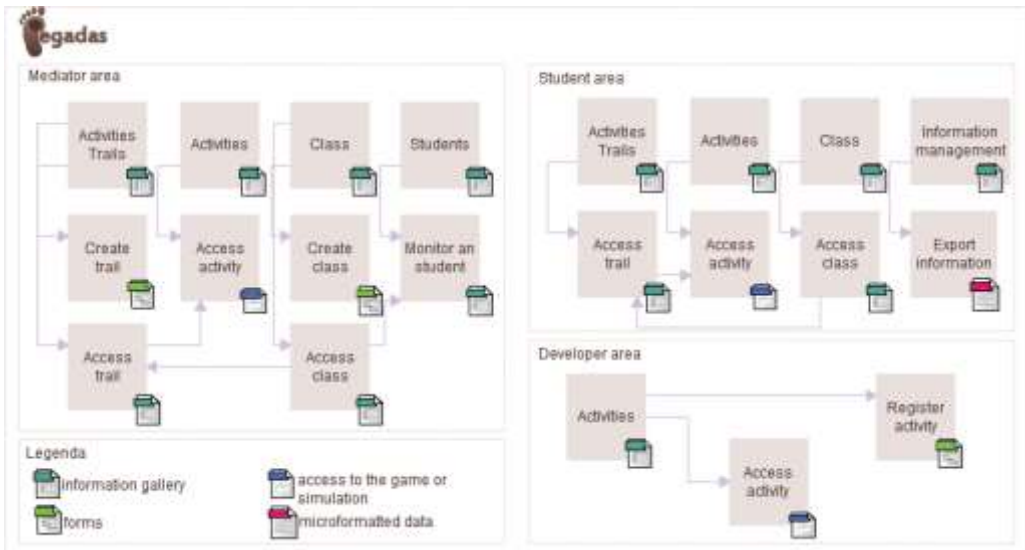 egadas
Mediator area
Activities
Trails
Activities
Class
Students
Create
trail
Access
activity
Create
class
Monitor an
student
Access
trail
Access
class
Student area
Activities
Trails
Activities
Class
Information
management
Access
trail
Access
activity
Access
class
Export
information
Developer area
Activities
Register
activity
Access
activity
Legenda
information gallery
forms
access to the game or
simulation
microformatted data